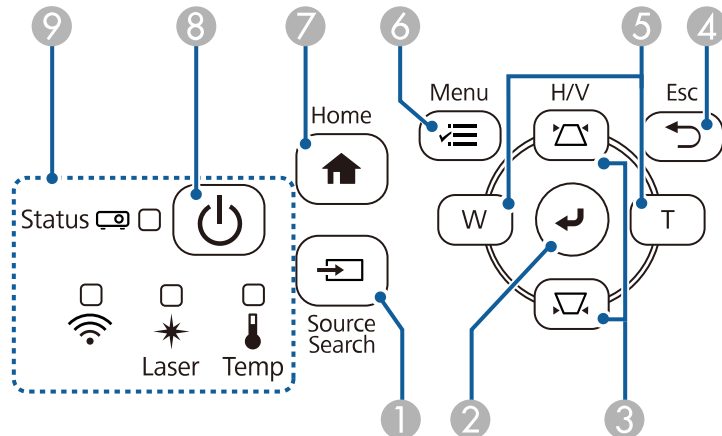 9 8 7 6 5 4
Menu H/V Esc
Home
Status
W T
Source
Search
Laser Temp
1 2 3